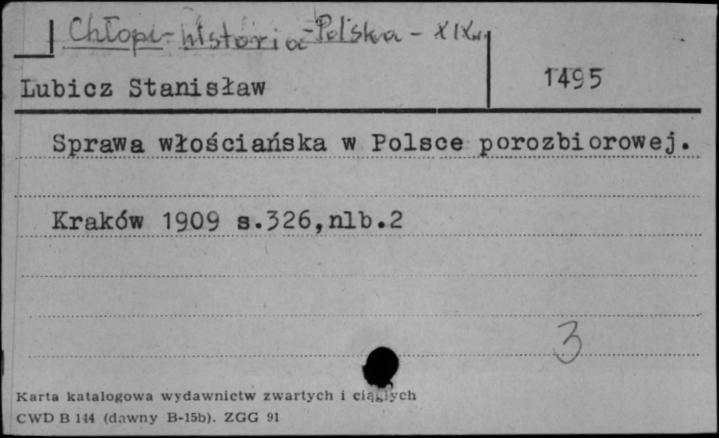 Chłopi-historia-Polska - XIXw.
Lubicz Stanisław
1495
Sprawa włościańska w Polsce porozbiorowej.
Kraków 1909 s.326,nlb.2
3
Karta katalogowa wydawnictw zwartych i ciągłych
CWD B 144 (dawny B-15b). ZGG 91